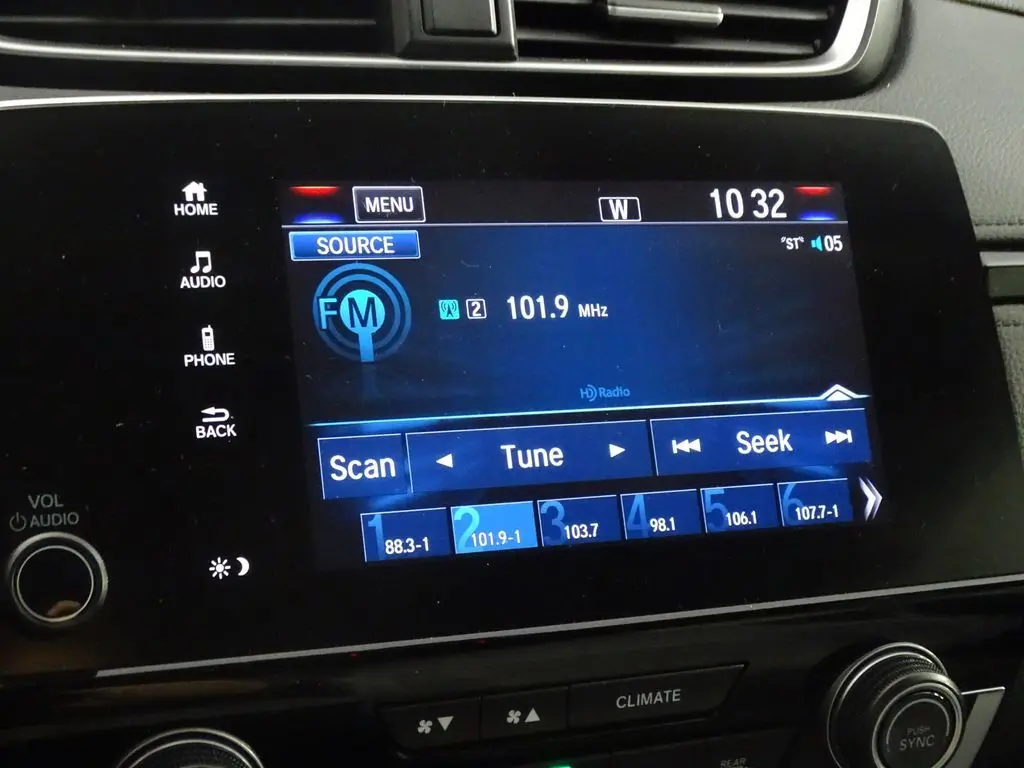 HOME
AUDIO
PHONE
BACK
VOL
AUDIO
MENU
W
10 32
SOURCE
"ST" 05
FM
2 101.9 MHz
HD Radio
Scan
Tune
Seek
1 88.3-1
2 101.9-1
3 103.7
4 98.1
5 106.1
6 107.7-1
CLIMATE
PUSH
SYNC
REAR